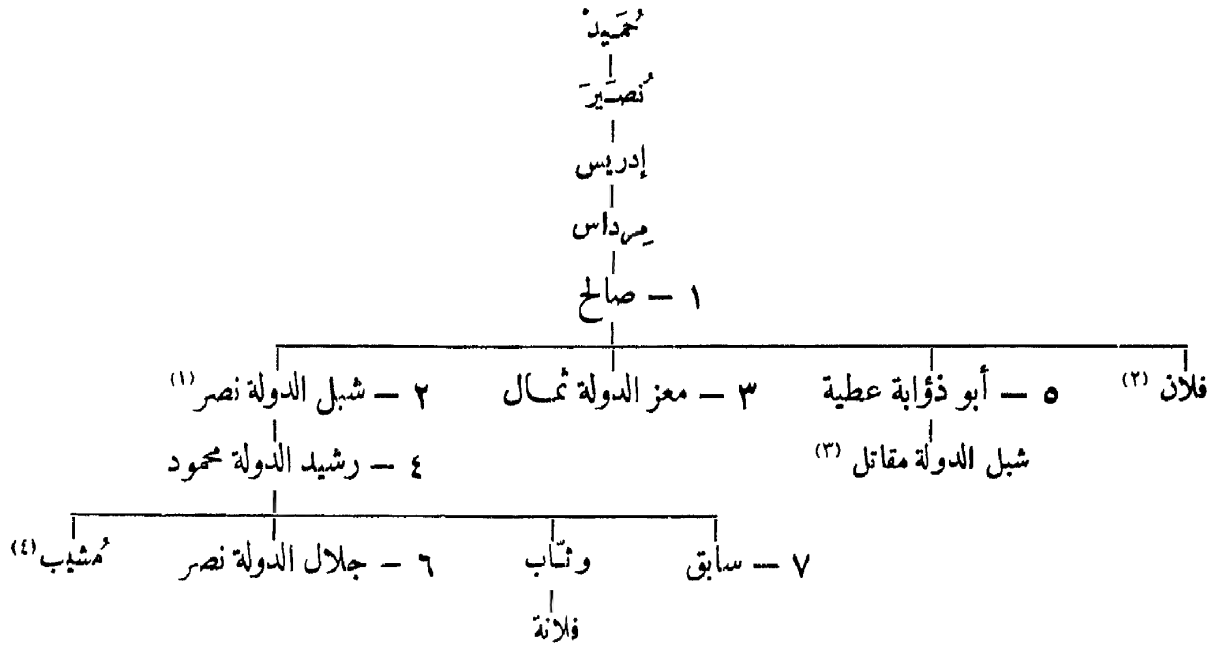 حُمَيدْ
نُصَيرَ
إدريس
مِرداس
١ – صالح
فلان (٢) ٥ – أبو ذؤابة عطية ٣ – معز الدولة ثمال ٢ – شبل الدولة نصر (١)
شبل الدولة مقاتل (٣) ٤ – رشيد الدولة محمود
٧ – سابق وثّاب ٦ – جلال الدولة نصر مُشيب (٤)
فلانة